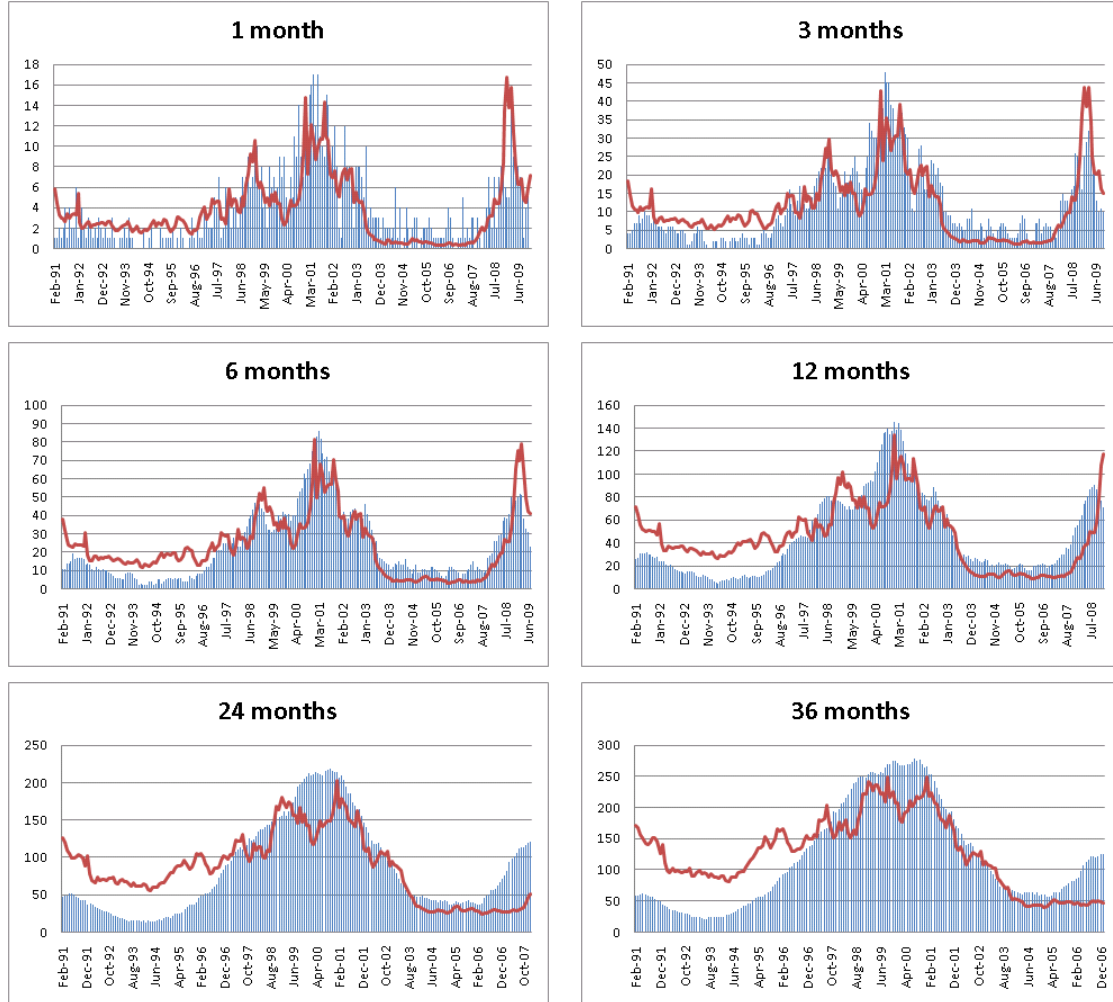 1 month
18
16
14
12
10
8
6
4
2
0
Feb-91
Jan-92
Dec-92
Nov-93
Oct-94
Sep-95
Aug-96
Jul-97
Jun-98
May-99
Apr-00
Mar-01
Feb-02
Jan-03
Dec-03
Nov-04
Oct-05
Sep-06
Aug-07
Jul-08
Jun-09
3 months
50
45
40
35
30
25
20
15
10
5
0
Feb-91
Jan-92
Dec-92
Nov-93
Oct-94
Sep-95
Aug-96
Jul-97
Jun-98
May-99
Apr-00
Mar-01
Feb-02
Jan-03
Dec-03
Nov-04
Oct-05
Sep-06
Aug-07
Jul-08
Jun-09
6 months
100
90
80
70
60
50
40
30
20
10
0
Feb-91
Jan-92
Dec-92
Nov-93
Oct-94
Sep-95
Aug-96
Jul-97
Jun-98
May-99
Apr-00
Mar-01
Feb-02
Jan-03
Dec-03
Nov-04
Oct-05
Sep-06
Aug-07
Jul-08
Jun-09
12 months
160
140
120
100
80
60
40
20
0
Feb-91
Jan-92
Dec-92
Nov-93
Oct-94
Sep-95
Aug-96
Jul-97
Jun-98
May-99
Apr-00
Mar-01
Feb-02
Jan-03
Dec-03
Nov-04
Oct-05
Sep-06
Aug-07
Jul-08
24 months
250
200
150
100
50
0
Feb-91
Dec-91
Oct-92
Aug-93
Jun-94
Apr-95
Feb-96
Dec-96
Oct-97
Aug-98
Jun-99
Apr-00
Feb-01
Dec-01
Oct-02
Aug-03
Jun-04
Apr-05
Feb-06
Dec-06
Oct-07
36 months
300
250
200
150
100
50
0
Feb-91
Dec-91
Oct-92
Aug-93
Jun-94
Apr-95
Feb-96
Dec-96
Oct-97
Aug-98
Jun-99
Apr-00
Feb-01
Dec-01
Oct-02
Aug-03
Jun-04
Apr-05
Feb-06
Dec-06